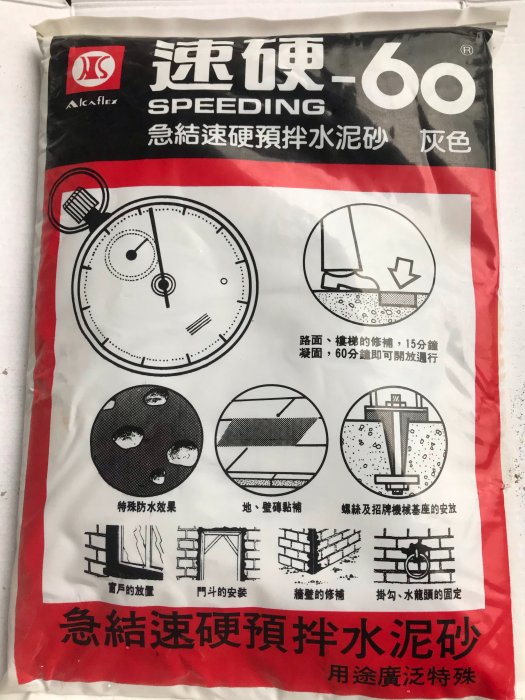 HS
Alcaflex
速硬-60®
SPEEDING
急結速硬預拌水泥砂 灰色
路面、樓梯的修補，15分鐘
凝固，60分鐘即可開放通行
特殊防水效果
地、壁磚黏補
螺絲及招牌機械基座的安放
窗戶的放置
門斗的安裝
牆壁的修補
掛勾、水龍頭的固定
急結速硬預拌水泥砂
用途廣泛特殊